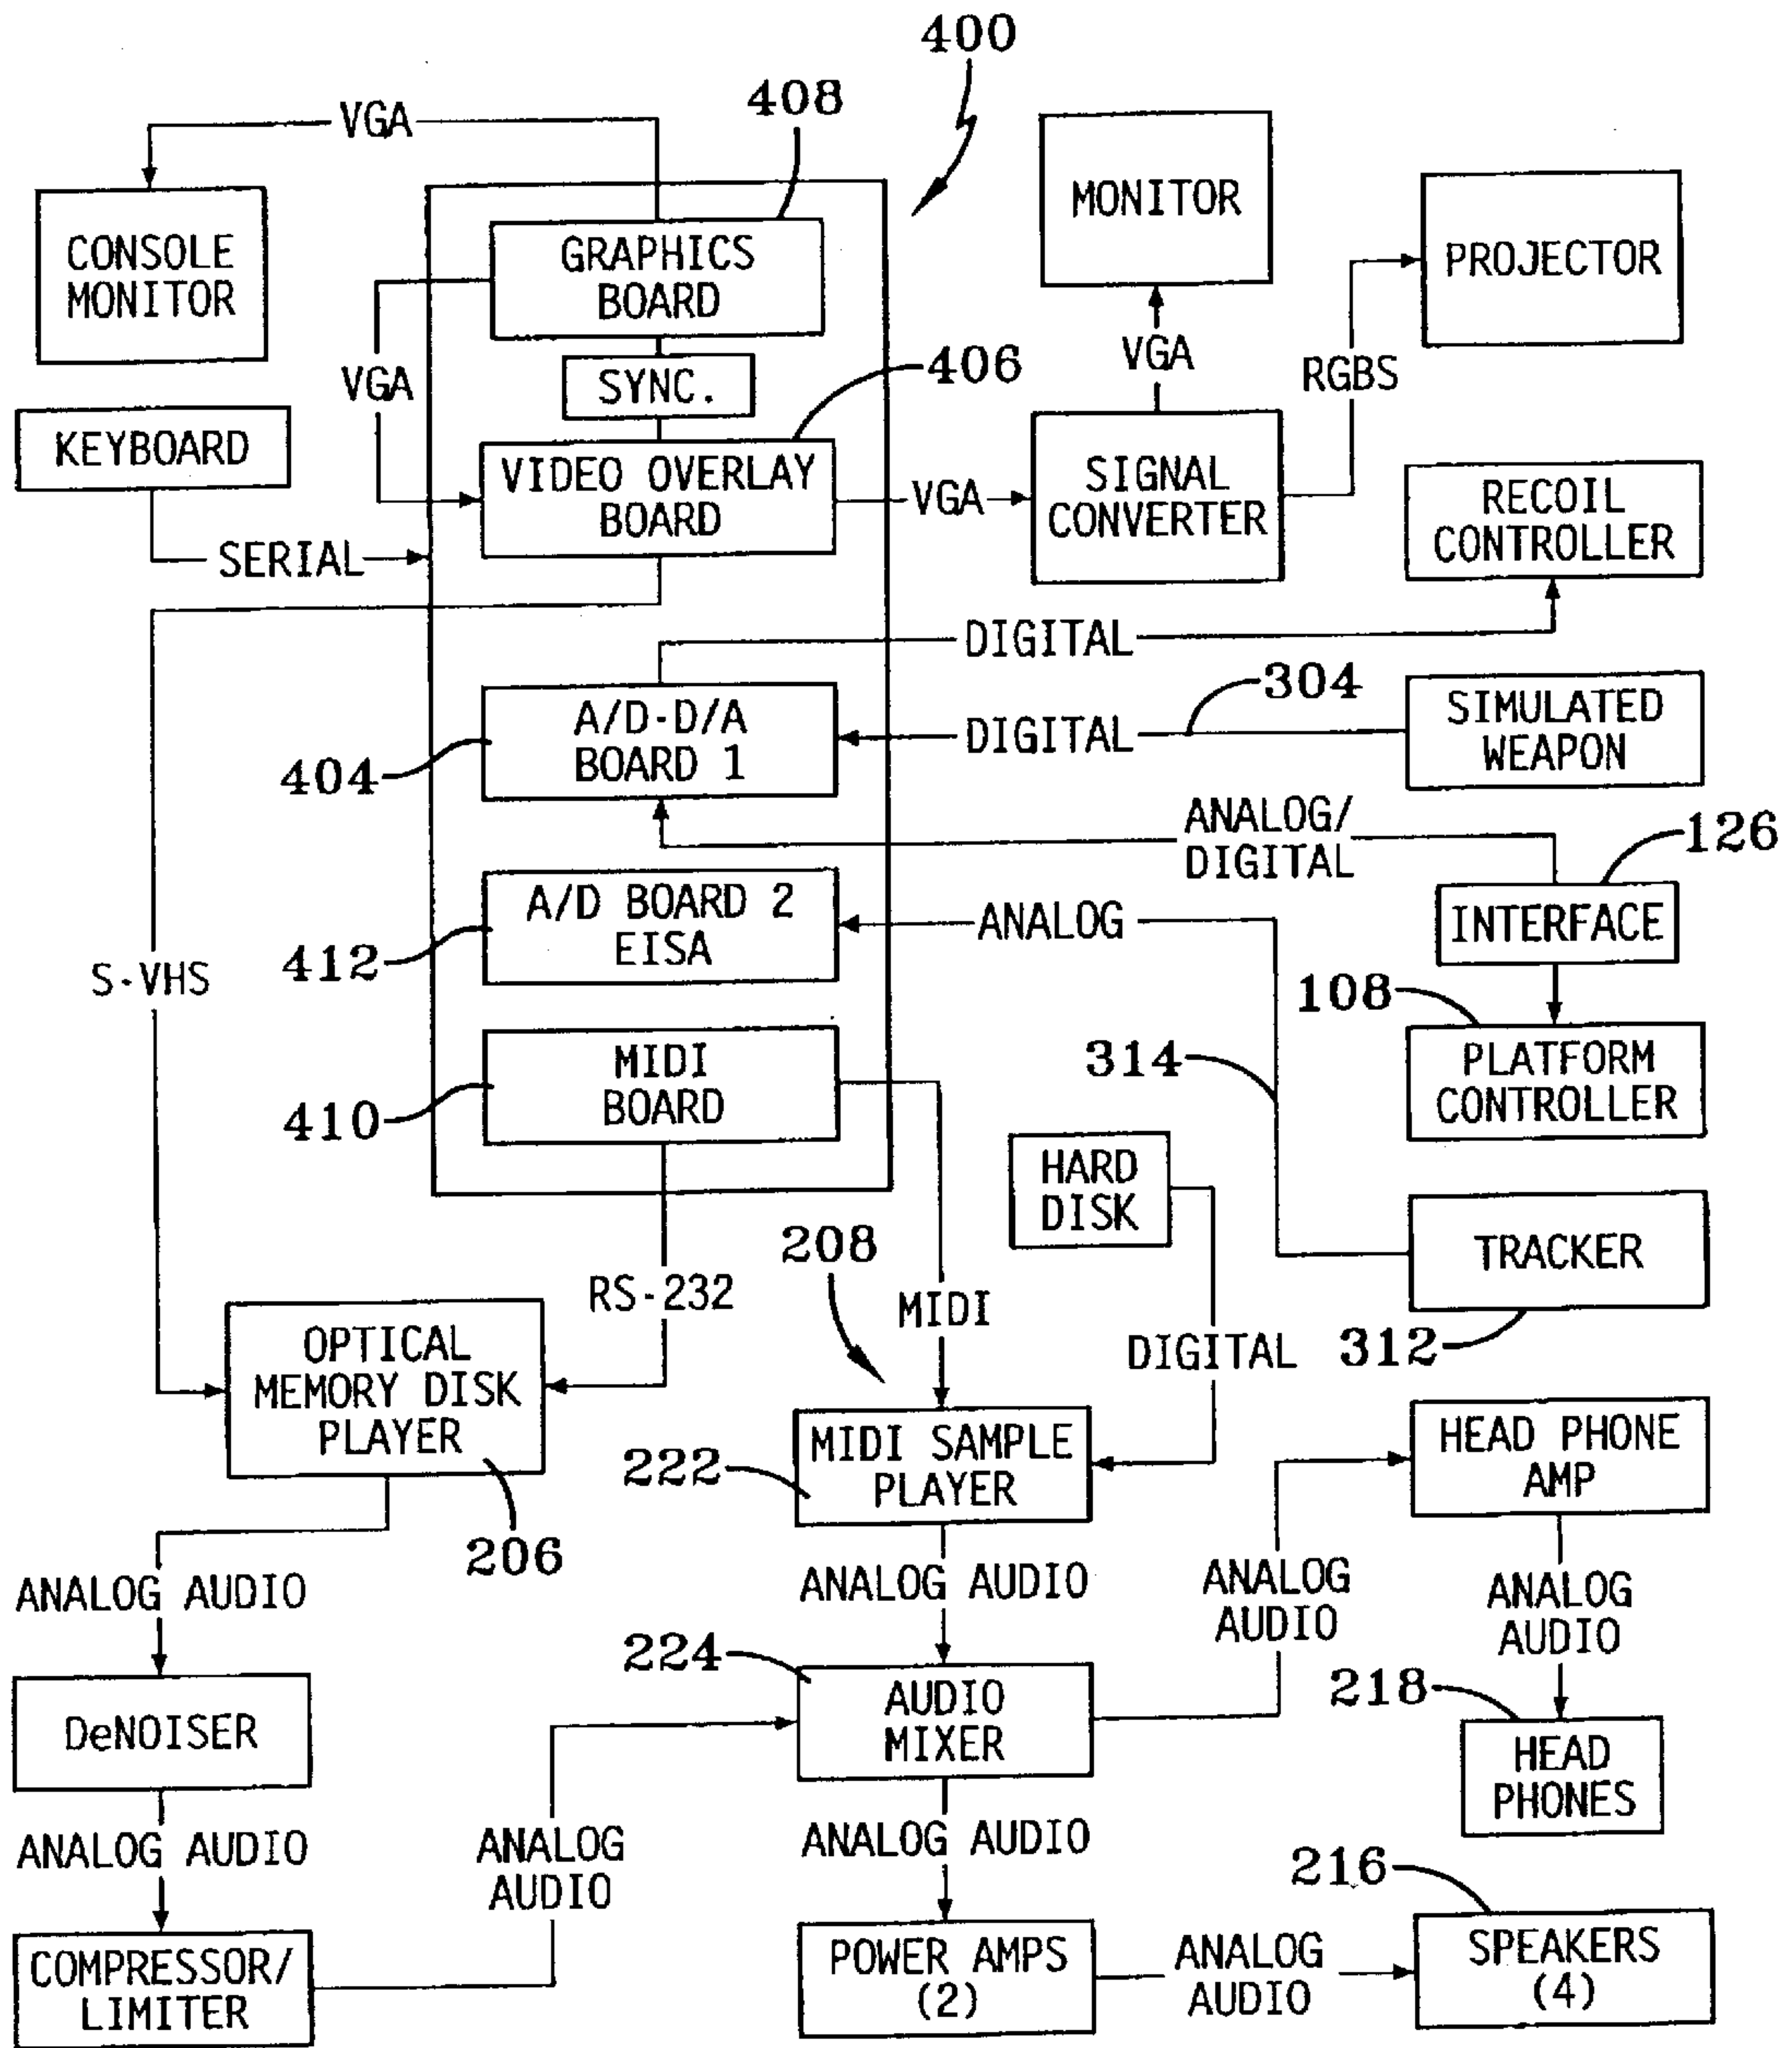 400
VGA
408
CONSOLE
MONITOR
GRAPHICS
BOARD
MONITOR
PROJECTOR
VGA
SYNC.
406
VGA
RGBS
KEYBOARD
VIDEO OVERLAY
BOARD
VGA
SIGNAL
CONVERTER
RECOIL
CONTROLLER
SERIAL
DIGITAL
304
A/D-D/A
BOARD 1
DIGITAL
SIMULATED
WEAPON
404
ANALOG/
DIGITAL
126
A/D BOARD 2
EISA
ANALOG
INTERFACE
412
S-VHS
108
MIDI
BOARD
314
PLATFORM
CONTROLLER
410
HARD
DISK
208
TRACKER
RS-232
MIDI
DIGITAL
312
OPTICAL
MEMORY DISK
PLAYER
MIDI SAMPLE
PLAYER
222
HEAD PHONE
AMP
206
ANALOG AUDIO
ANALOG AUDIO
ANALOG
AUDIO
ANALOG
AUDIO
224
DeNOISER
AUDIO
MIXER
218
HEAD
PHONES
ANALOG AUDIO
ANALOG
AUDIO
ANALOG AUDIO
216
COMPRESSOR/
LIMITER
POWER AMPS
(2)
ANALOG
AUDIO
SPEAKERS
(4)